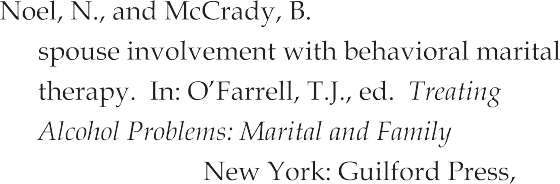 Noel, N., and McCrady, B.
spouse involvement with behavioral marital
therapy. In: O'Farrell, T.J., ed. Treating
Alcohol Problems: Marital and Family
New York: Guilford Press,